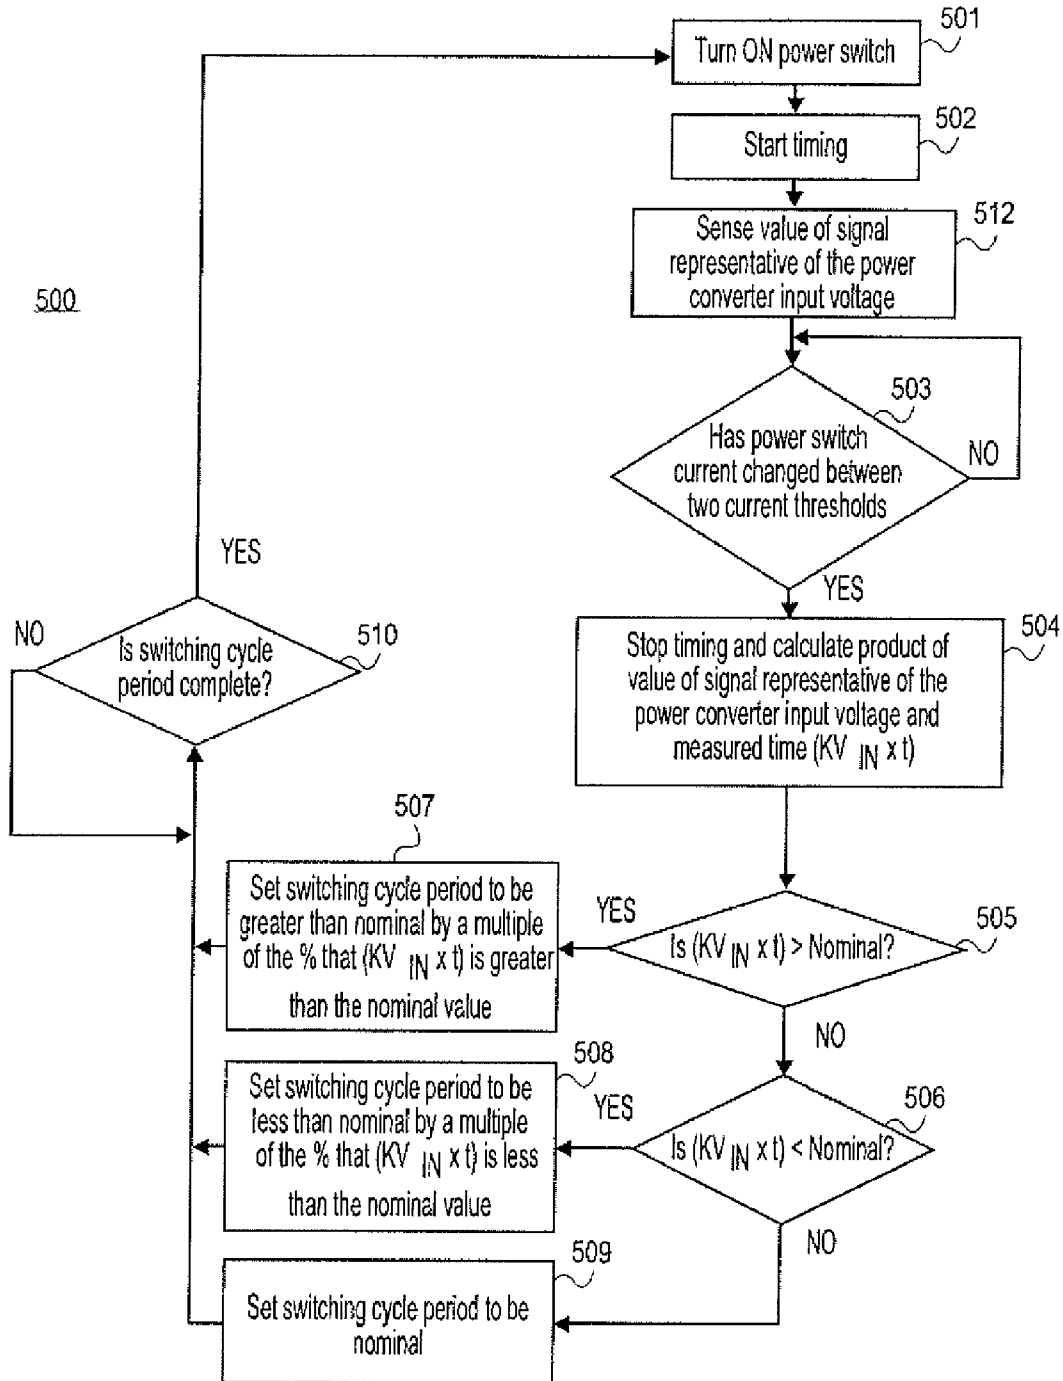 501
Turn ON power switch
502
Start timing
512
Sense value of signal
representative of the power
converter input voltage
500
503
Has power switch
current changed between
two current thresholds
NO
YES
YES
504
Stop timing and calculate product of
value of signal representative of the
power converter input voltage and
measured time (KV IN x t)
NO
510
Is switching cycle
period complete?
507
Set switching cycle period to be
greater than nominal by a multiple
of the % that (KV IN x t) is greater
than the nominal value
YES
505
Is (KV IN x t) > Nominal?
NO
508
Set switching cycle period to be
less than nominal by a multiple
of the % that (KV IN x t) is less
than the nominal value
YES
506
Is (KV IN x t) < Nominal?
NO
509
Set switching cycle period to be
nominal